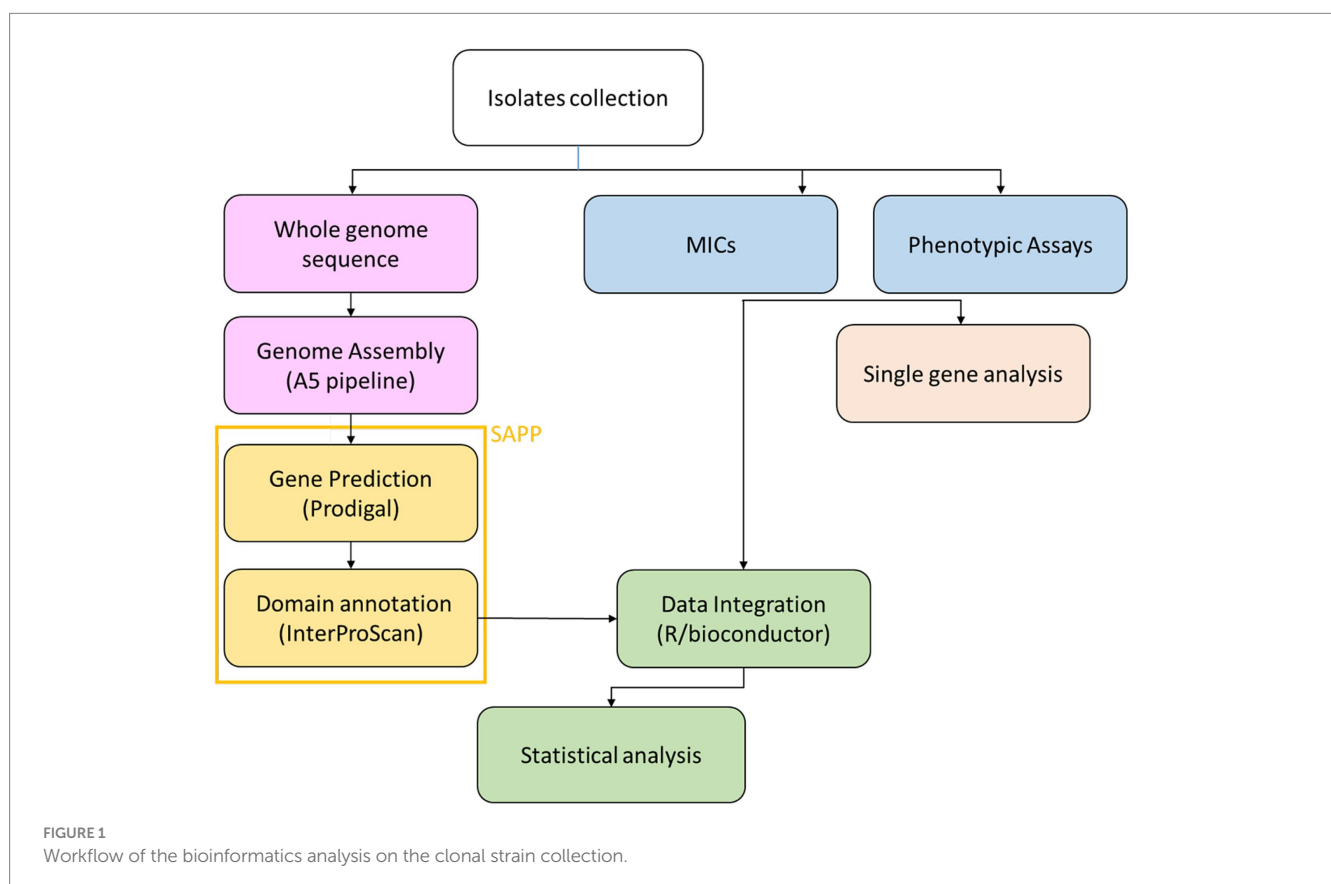 Isolates collection
Whole genome
sequence
MICs
Phenotypic Assays
Genome Assembly
(A5 pipeline)
Single gene analysis
SAPP
Gene Prediction
(Prodigal)
Domain annotation
(InterProScan)
Data Integration
(R/bioconductor)
Statistical analysis
FIGURE 1
Workflow of the bioinformatics analysis on the clonal strain collection.